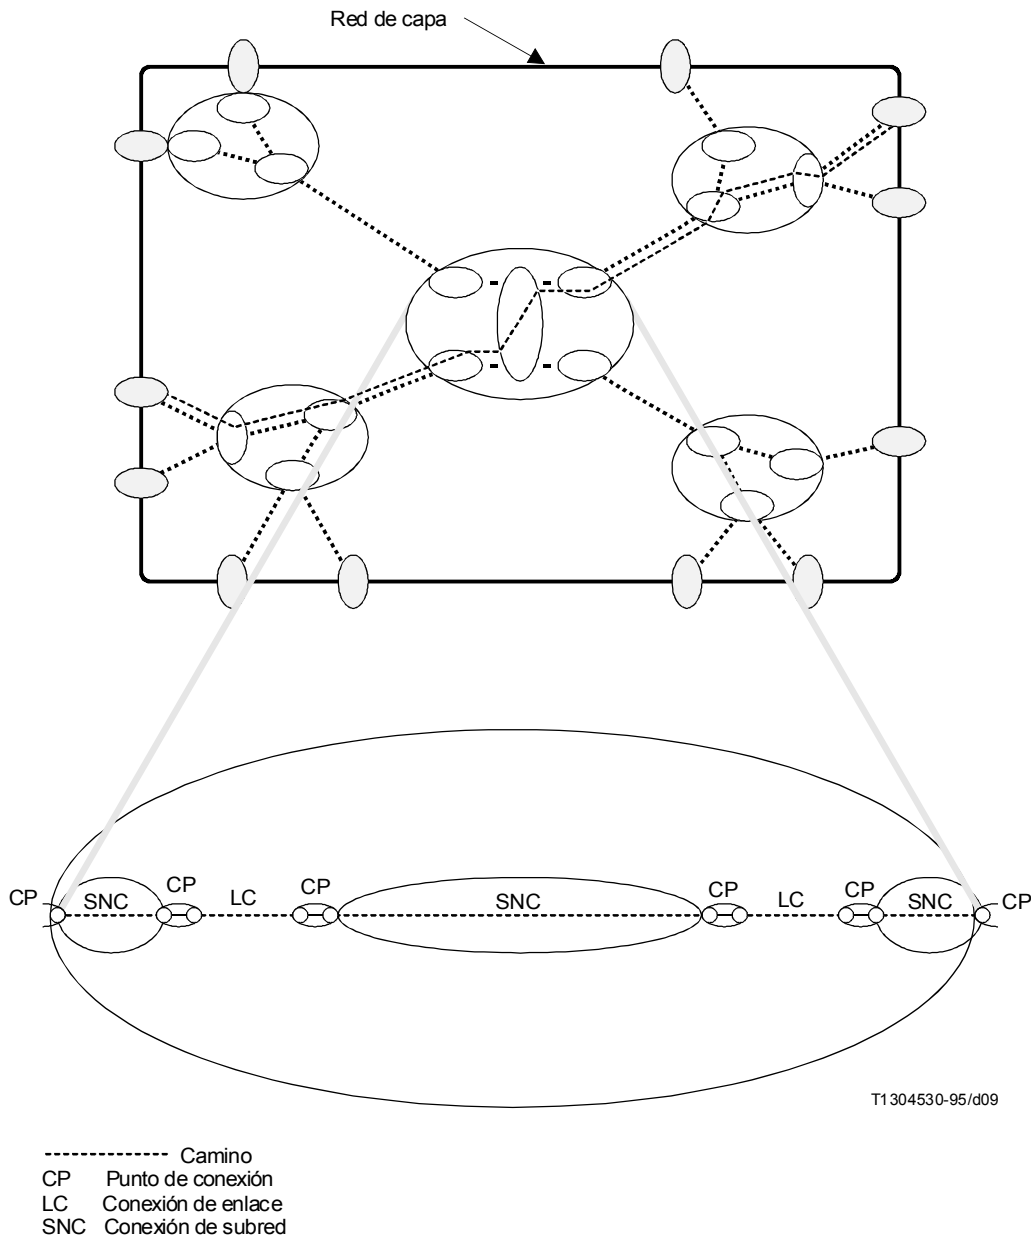 Red de capa
CP SNC CP LC CP SNC CP LC CP SNC CP
T1304530-95/d09
Camino
CP Punto de conexión
LC Conexión de enlace
SNC Conexión de subred